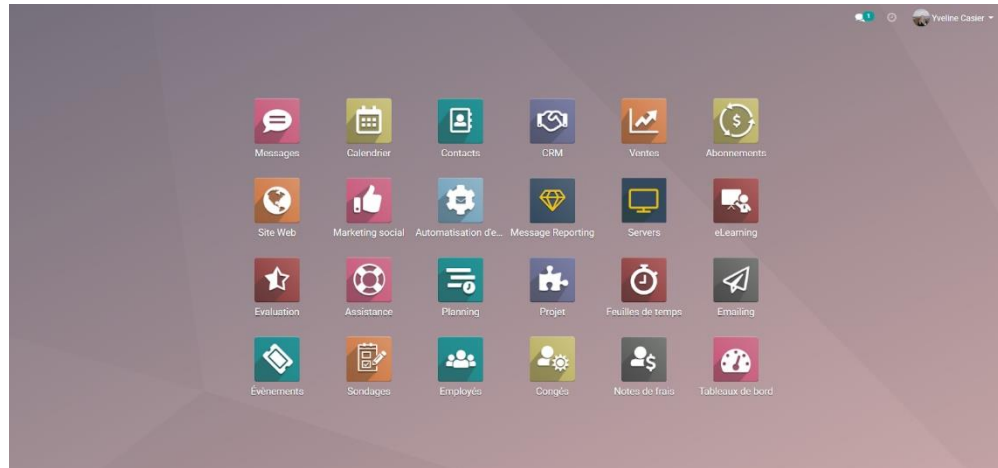 1
Yveline Casier
Messages
Calendrier
Contacts
CRM
Ventes
Abonnements
Site Web
Marketing social
Automatisation d'e...
Message Reporting
Servers
eLearning
Evaluation
Assistance
Planning
Projet
Feuilles de temps
Emailing
Évènements
Sondages
Employés
Congés
Notes de frais
Tableaux de bord